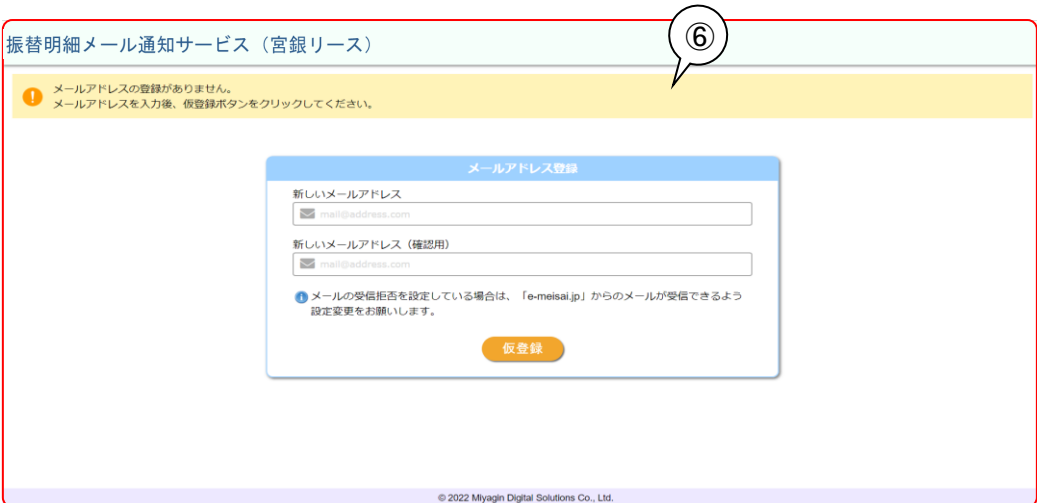 ⑥
振替明細メール通知サービス（宮銀リース）
メールアドレスの登録がありません。
メールアドレスを入力後、仮登録ボタンをクリックしてください。
メールアドレス登録
新しいメールアドレス
mail@address.com
新しいメールアドレス（確認用）
mail@address.com
メールの受信拒否を設定している場合は、「e-meisai.jp」からのメールが受信できるよう
設定変更をお願いします。
仮登録
© 2022 Miyagin Digital Solutions Co., Ltd.